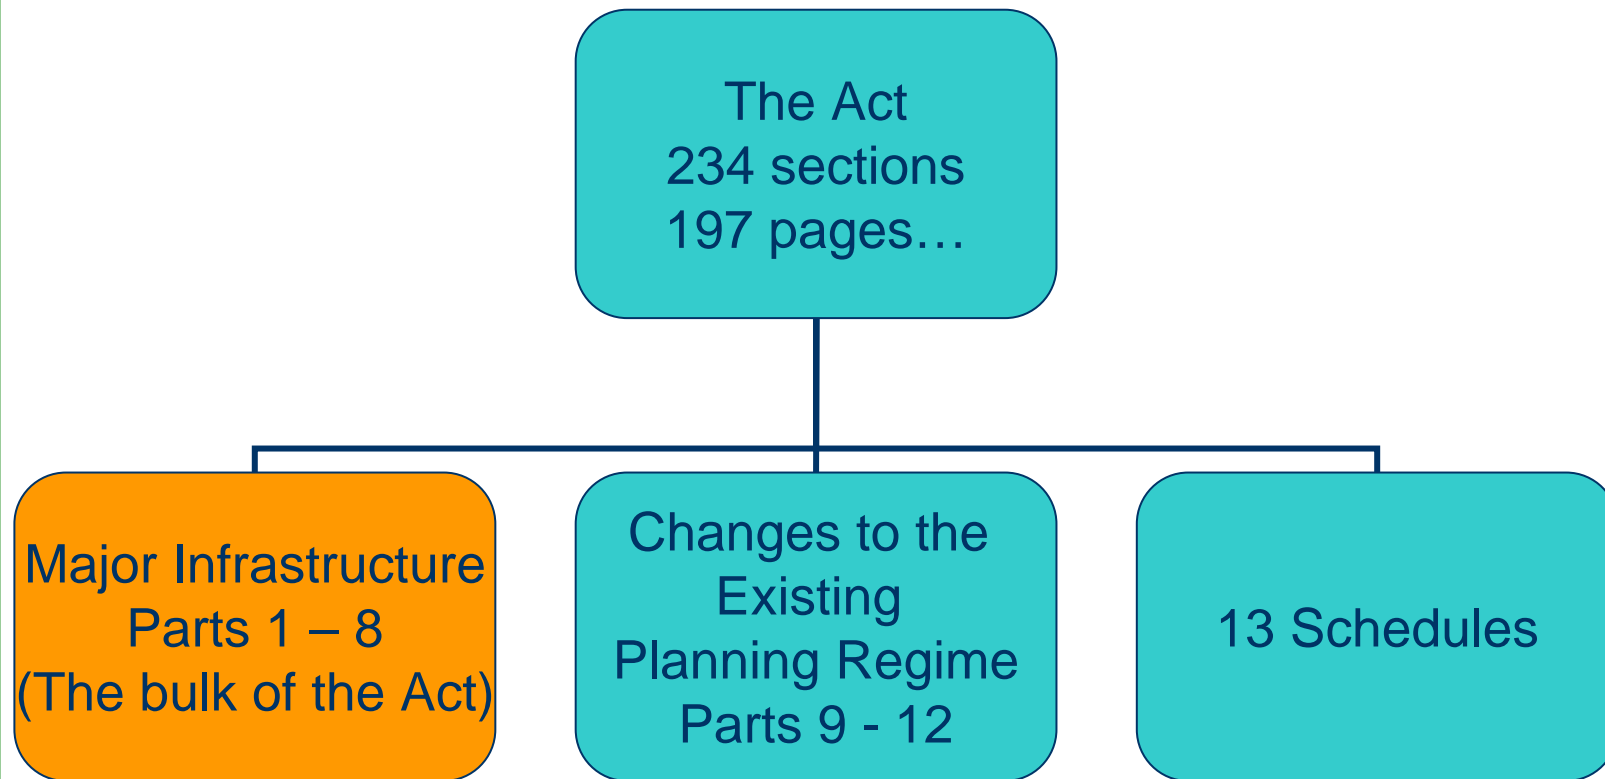 The Act
234 sections
197 pages…
Major Infrastructure
Parts 1 – 8
(The bulk of the Act)
Changes to the
Existing
Planning Regime
Parts 9 - 12
13 Schedules